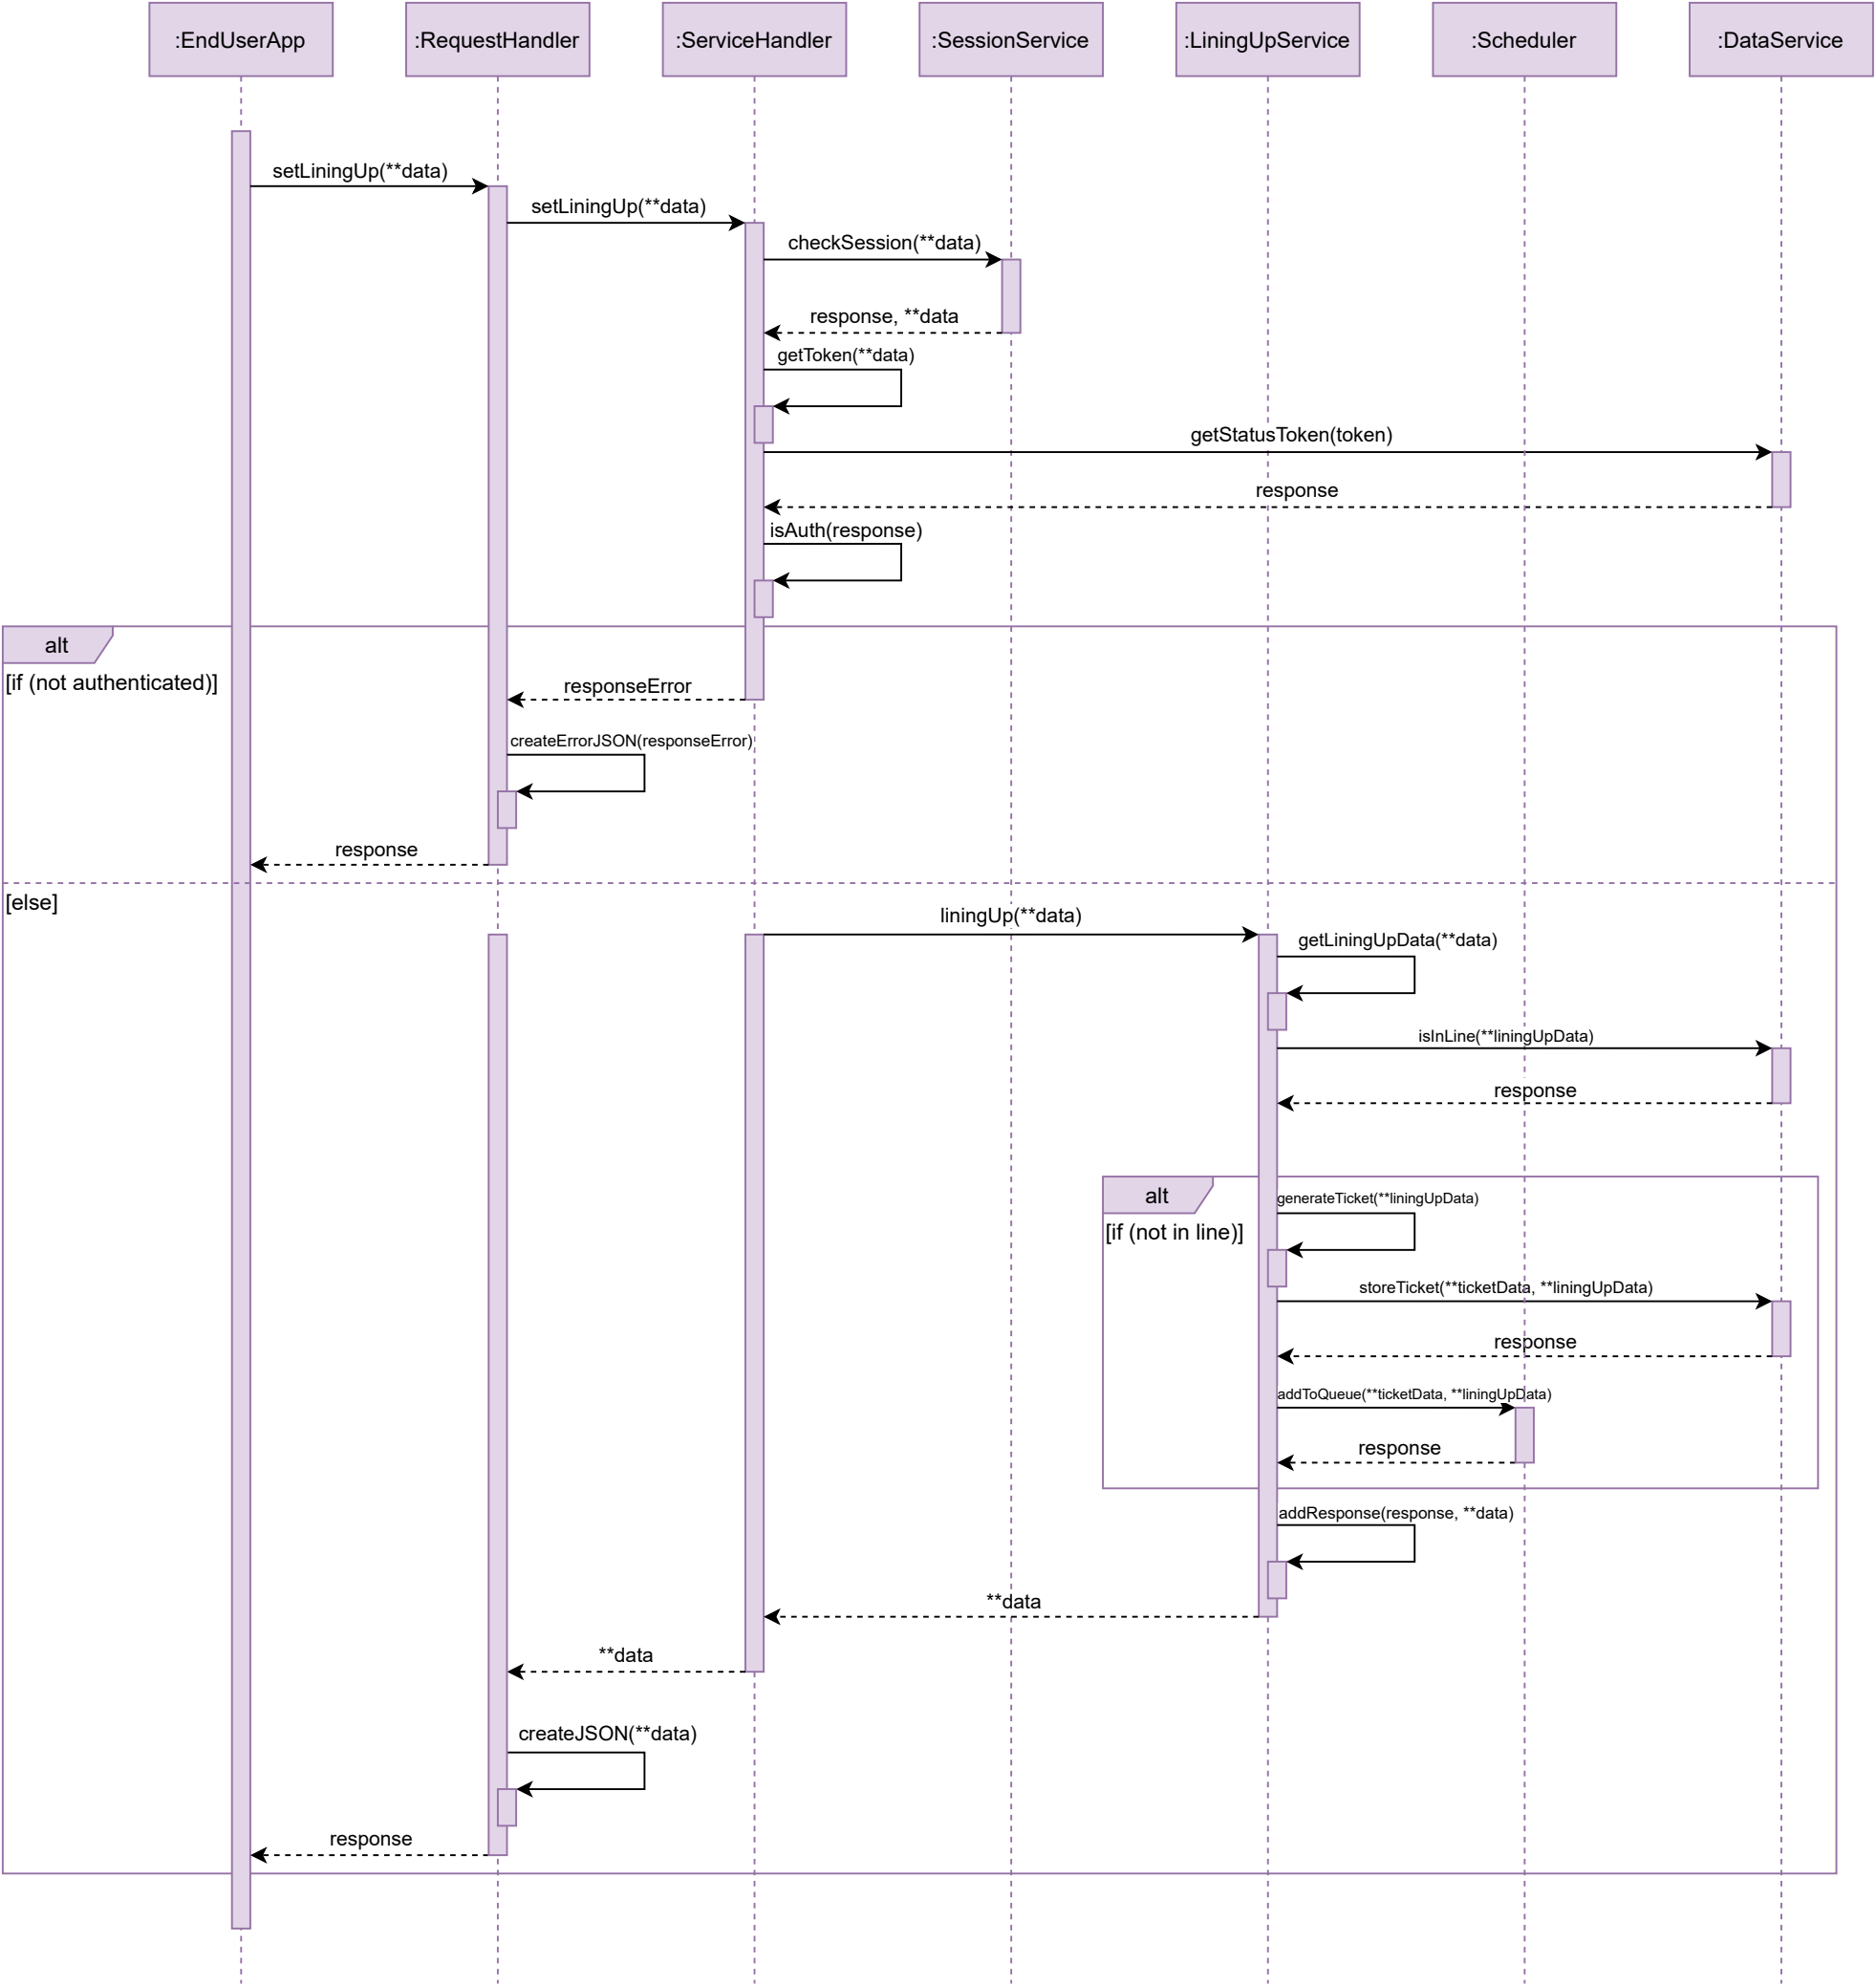 :EndUserApp
:RequestHandler
:ServiceHandler
:SessionService
:LiningUpService
:Scheduler
:DataService
setLiningUp(**data)
setLiningUp(**data)
checkSession(**data)
response, **data
getToken(**data)
getStatusToken(token)
response
isAuth(response)
alt
[if (not authenticated)]
responseError
createErrorJSON(responseError)
response
[else]
liningUp(**data)
getLiningUpData(**data)
isInLine(**liningUpData)
response
alt
generateTicket(**liningUpData)
[if (not in line)]
storeTicket(**ticketData, **liningUpData)
response
addToQueue(**ticketData, **liningUpData)
response
addResponse(response, **data)
**data
**data
createJSON(**data)
response